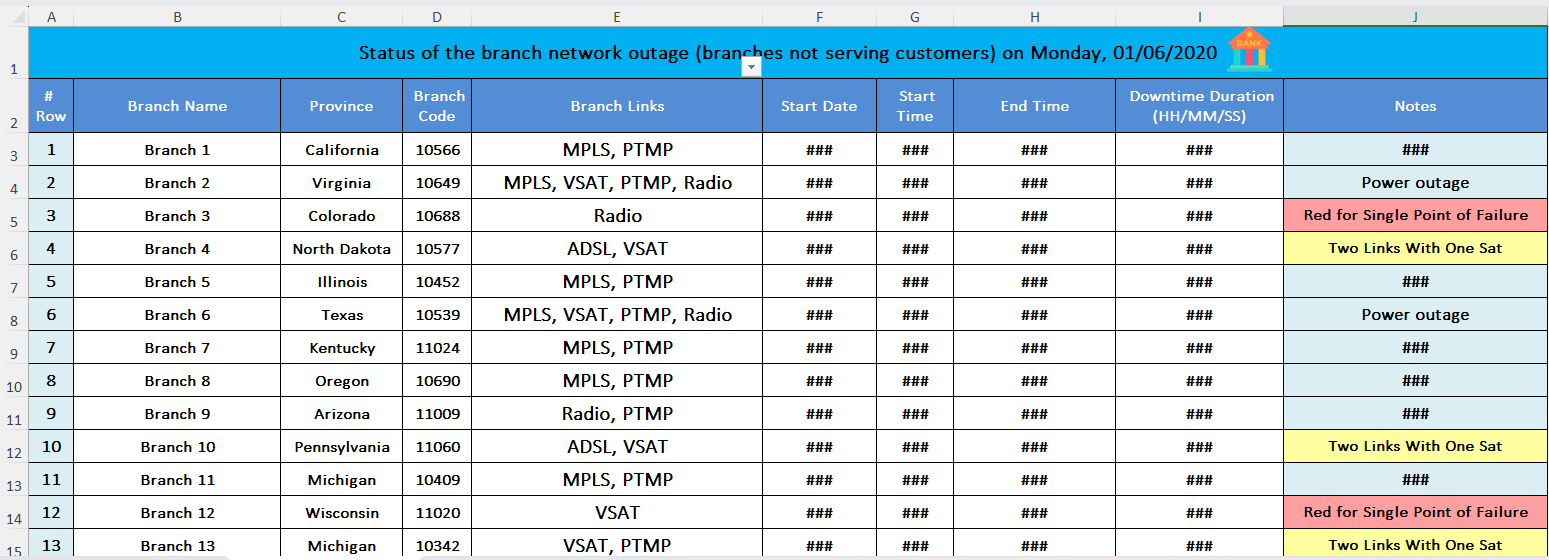 A B C D E F G H I J
1 Status of the branch network outage (branches not serving customers) on Monday, 01/06/2020 BANK
2 # Row Branch Name Province Branch Code Branch Links Start Date Start Time End Time Downtime Duration (HH/MM/SS) Notes
3 1 Branch 1 California 10566 MPLS, PTMP ### ### ### ### ###
4 2 Branch 2 Virginia 10649 MPLS, VSAT, PTMP, Radio ### ### ### ### Power outage
5 3 Branch 3 Colorado 10688 Radio ### ### ### ### Red for Single Point of Failure
6 4 Branch 4 North Dakota 10577 ADSL, VSAT ### ### ### ### Two Links With One Sat
7 5 Branch 5 Illinois 10452 MPLS, PTMP ### ### ### ### ###
8 6 Branch 6 Texas 10539 MPLS, VSAT, PTMP, Radio ### ### ### ### Power outage
9 7 Branch 7 Kentucky 11024 MPLS, PTMP ### ### ### ### ###
10 8 Branch 8 Oregon 10690 MPLS, PTMP ### ### ### ### ###
11 9 Branch 9 Arizona 11009 Radio, PTMP ### ### ### ### ###
12 10 Branch 10 Pennsylvania 11060 ADSL, VSAT ### ### ### ### Two Links With One Sat
13 11 Branch 11 Michigan 10409 MPLS, PTMP ### ### ### ### ###
14 12 Branch 12 Wisconsin 11020 VSAT ### ### ### ### Red for Single Point of Failure
15 13 Branch 13 Michigan 10342 VSAT, PTMP ### ### ### ### Two Links With One Sat